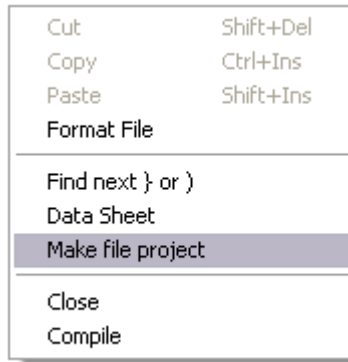 Cut Shift+Del
Copy Ctrl+Ins
Paste Shift+Ins
Format File
Find next } or )
Data Sheet
Make file project
Close
Compile